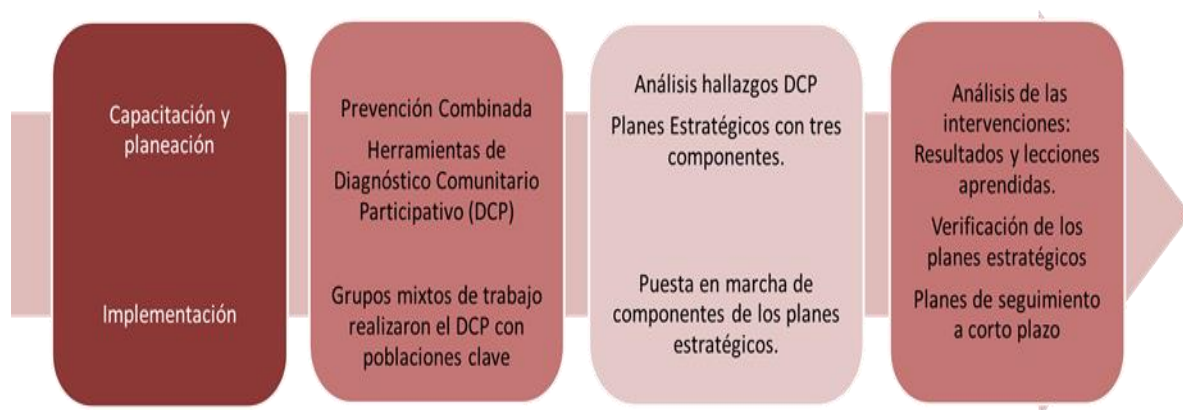 Capacitación y
planeación
Implementación
Prevención Combinada
Herramientas de
Diagnóstico Comunitario
Participativo (DCP)
Grupos mixtos de trabajo
realizaron el DCP con
poblaciones clave
Análisis hallazgos DCP
Planes Estratégicos con tres
componentes.
Puesta en marcha de
componentes de los planes
estratégicos.
Análisis de las
intervenciones:
Resultados y lecciones
aprendidas.
Verificación de los
planes estratégicos
Planes de seguimiento
a corto plazo